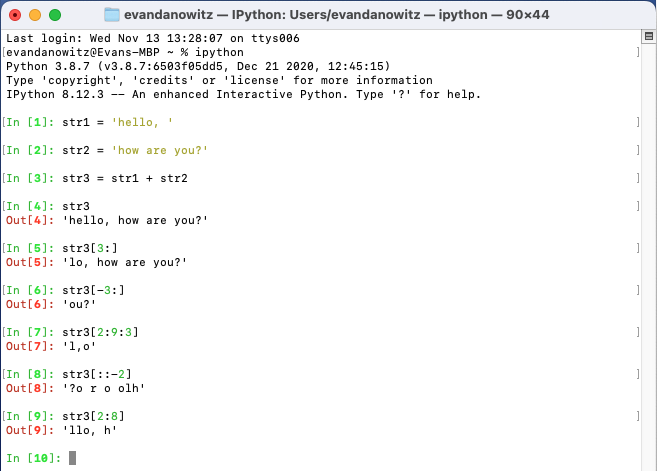 evandanowitz — IPython: Users/evandanowitz — ipython — 90×44
Last login: Wed Nov 13 13:28:07 on ttys006
[evandanowitz@Evans-MBP ~ % ipython ]
Python 3.8.7 (v3.8.7:6503f05dd5, Dec 21 2020, 12:45:15)
Type 'copyright', 'credits' or 'license' for more information
IPython 8.12.3 -- An enhanced Interactive Python. Type '?' for help.
[In [1]: str1 = 'hello, ' ]
[In [2]: str2 = 'how are you?' ]
[In [3]: str3 = str1 + str2 ]
[In [4]: str3 ]
Out[4]: 'hello, how are you?'
[In [5]: str3[3:] ]
Out[5]: 'lo, how are you?'
[In [6]: str3[-3:] ]
Out[6]: 'ou?'
[In [7]: str3[2:9:3] ]
Out[7]: 'l,o'
[In [8]: str3[::-2] ]
Out[8]: '?o r o olh'
[In [9]: str3[2:8] ]
Out[9]: 'llo, h'
In [10]: